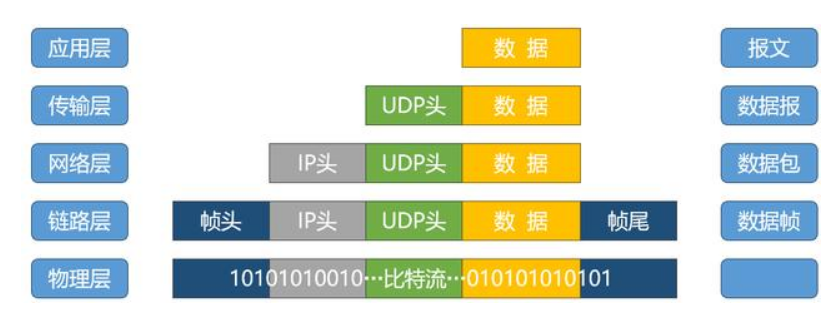 应用层 数 据 报文
传输层 UDP头 数 据 数据报
网络层 IP头 UDP头 数 据 数据包
链路层 帧头 IP头 UDP头 数 据 帧尾 数据帧
物理层 10101010010···比特流···010101010101